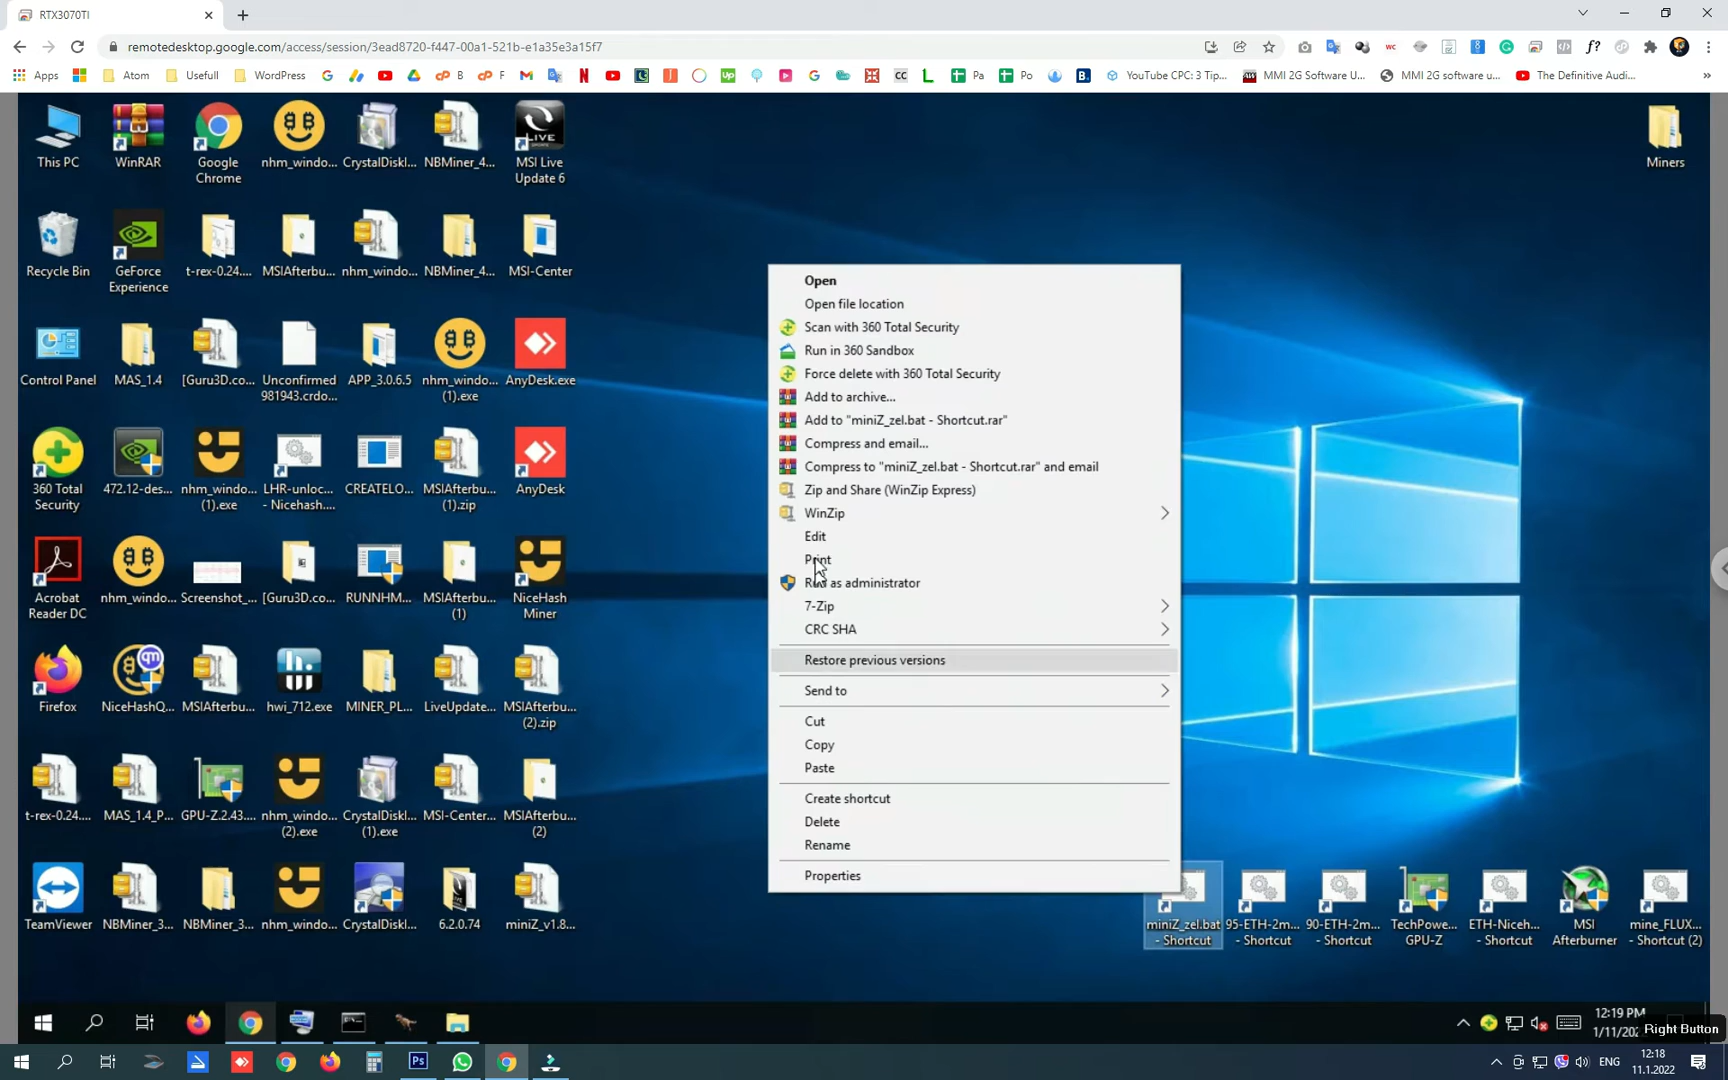 RTX3070TI
remotedesktop.google.com/access/session/3ead8720-f447-00a1-521b-e1a35e3a15f7
Apps
Atom
Usefull
WordPress
B
F
Up
CC
Pa
Po
B.
YouTube CPC: 3 Tip...
MMI 2G Software U...
MMI 2G software u...
The Definitive Audi...
»
This PC
WinRAR
Google
Chrome
nhm_windo...
CrystalDiskI...
NBMiner_4...
MSI Live
Update 6
Miners
Recycle Bin
GeForce
Experience
t-rex-0.24....
MSIAfterbu...
nhm_windo...
NBMiner_4...
MSI-Center
Control Panel
MAS_1.4
[Guru3D.co...
Unconfirmed
981943.crdo...
APP_3.0.6.5
nhm_windo...
(1).exe
AnyDesk.exe
360 Total
Security
472.12-des...
nhm_windo...
(1).exe
LHR-unloc...
- Nicehash....
CREATELO...
MSIAfterbu...
(1).zip
AnyDesk
Acrobat
Reader DC
nhm_windo...
Screenshot_...
[Guru3D.co...
RUNNHM...
MSIAfterbu...
(1)
NiceHash
Miner
Firefox
NiceHashQ...
MSIAfterbu...
hwi_712.exe
MINER_PL...
LiveUpdate...
MSIAfterbu...
(2).zip
t-rex-0.24....
MAS_1.4_P...
GPU-Z.2.43....
nhm_windo...
(2).exe
CrystalDiskI...
(1).exe
MSI-Center...
MSIAfterbu...
(2)
TeamViewer
NBMiner_3...
NBMiner_3...
nhm_windo...
CrystalDiskI...
6.2.0.74
miniZ_v1.8...
Open
Open file location
Scan with 360 Total Security
Run in 360 Sandbox
Force delete with 360 Total Security
Add to archive...
Add to "miniZ_zel.bat - Shortcut.rar"
Compress and email...
Compress to "miniZ_zel.bat - Shortcut.rar" and email
Zip and Share (WinZip Express)
WinZip
Edit
Print
Run as administrator
7-Zip
CRC SHA
Restore previous versions
Send to
Cut
Copy
Paste
Create shortcut
Delete
Rename
Properties
miniZ_zel.bat
- Shortcut
95-ETH-2m...
- Shortcut
90-ETH-2m...
- Shortcut
TechPowe...
GPU-Z
ETH-Niceh...
- Shortcut
MSI
Afterburner
mine_FLUX...
- Shortcut (2)
12:19 PM
1/11/202
Right Button
ENG
12:18
11.1.2022